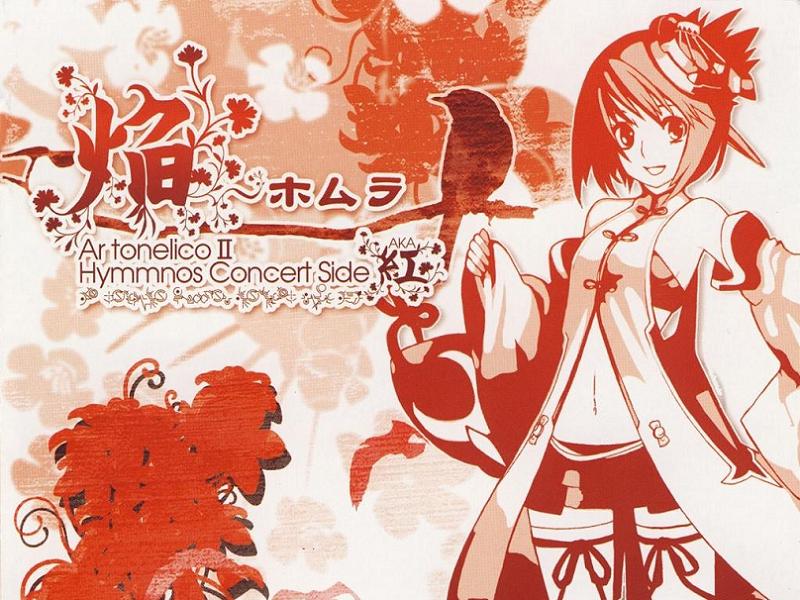 焔
～ホムラ
Ar tonelico II
Hymmnos Concert Side
AKA
紅